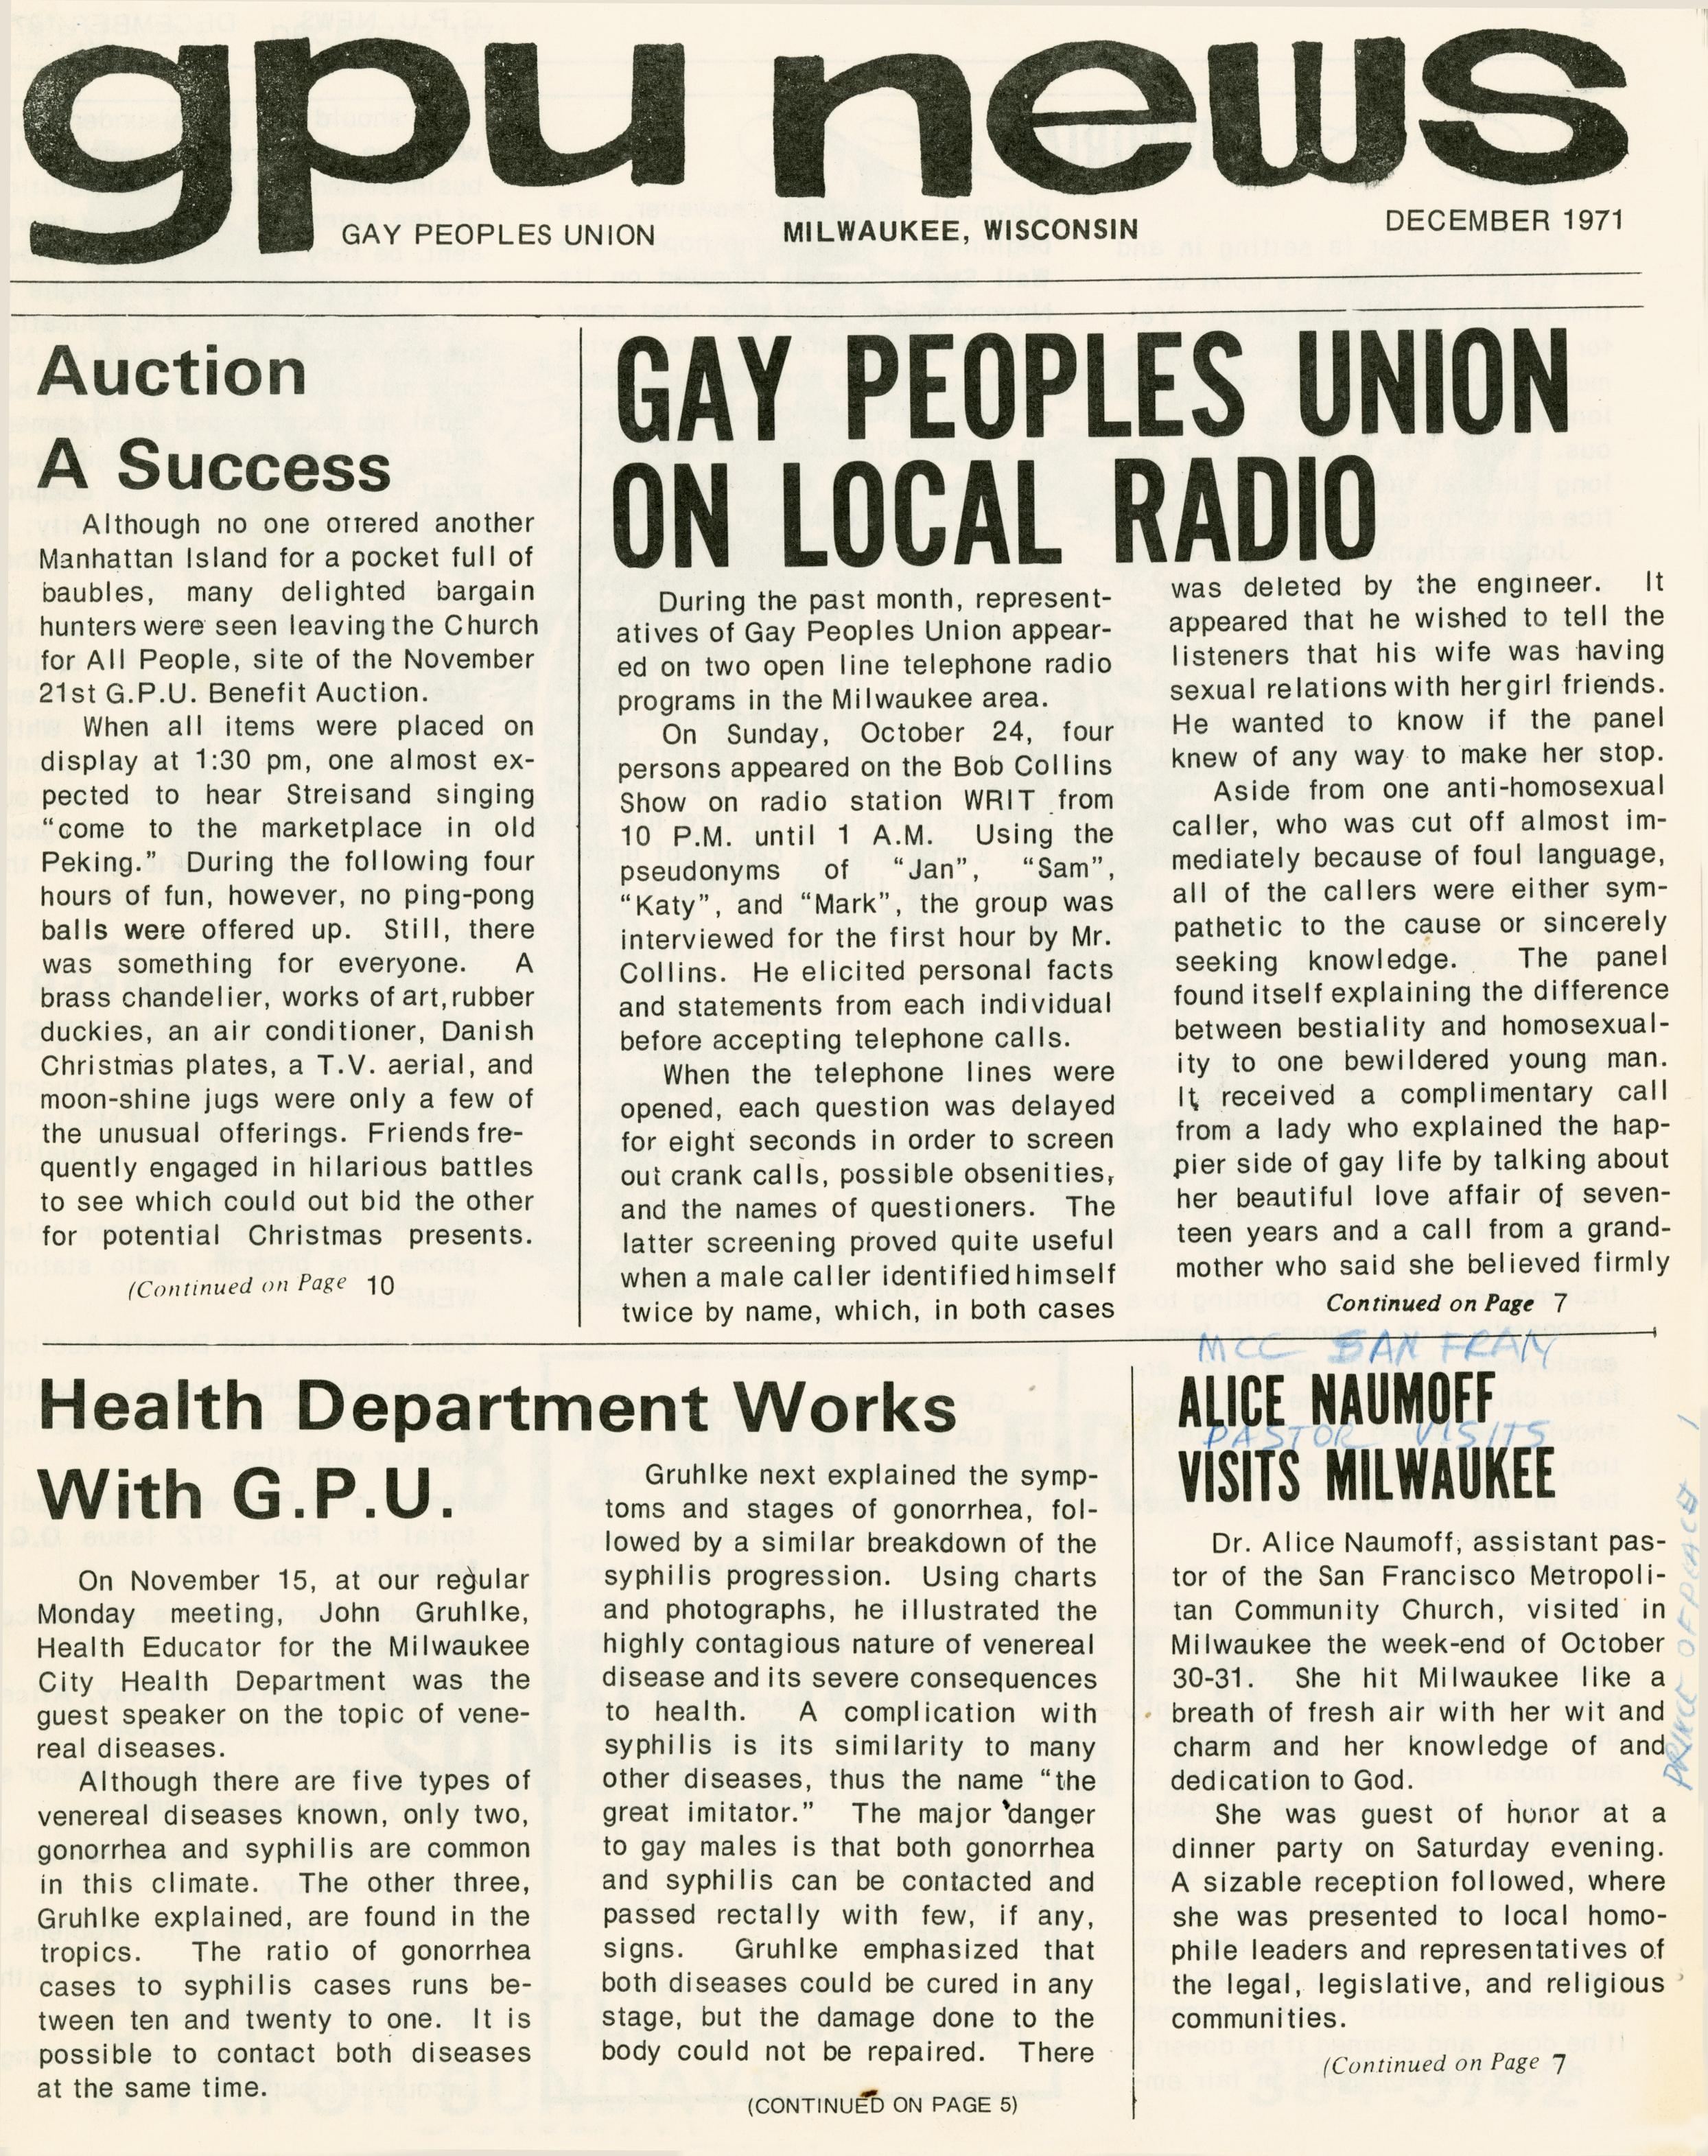 gpu news
GAY PEOPLES UNION
MILWAUKEE, WISCONSIN
DECEMBER 1971
Auction
A Success
Although no one offered another
Manhattan Island for a pocket full of
baubles, many delighted bargain
hunters were seen leaving the Church
for All People, site of the November
21st G.P.U. Benefit Auction.
When all items were placed on
display at 1:30 pm, one almost ex-
pected to hear Streisand singing
“come to the marketplace in old
Peking.” During the following four
hours of fun, however, no ping-pong
balls were offered up. Still, there
was something for everyone. A
brass chandelier, works of art, rubber
duckies, an air conditioner, Danish
Christmas plates, a T.V. aerial, and
moon-shine jugs were only a few of
the unusual offerings. Friends fre-
quently engaged in hilarious battles
to see which could out bid the other
for potential Christmas presents.
(Continued on Page 10
GAY PEOPLES UNION
ON LOCAL RADIO
During the past month, represent-
atives of Gay Peoples Union appear-
ed on two open line telephone radio
programs in the Milwaukee area.
On Sunday, October 24, four
persons appeared on the Bob Collins
Show on radio station WRIT from
10 P.M. until 1 A.M. Using the
pseudonyms of “Jan”, “Sam”,
“Katy”, and “Mark”, the group was
interviewed for the first hour by Mr.
Collins. He elicited personal facts
and statements from each individual
before accepting telephone calls.
When the telephone lines were
opened, each question was delayed
for eight seconds in order to screen
out crank calls, possible obsenities,
and the names of questioners. The
latter screening proved quite useful
when a male caller identified himself
twice by name, which, in both cases
was deleted by the engineer. It
appeared that he wished to tell the
listeners that his wife was having
sexual relations with her girl friends.
He wanted to know if the panel
knew of any way to make her stop.
Aside from one anti-homosexual
caller, who was cut off almost im-
mediately because of foul language,
all of the callers were either sym-
pathetic to the cause or sincerely
seeking knowledge. The panel
found itself explaining the difference
between bestiality and homosexual-
ity to one bewildered young man.
It received a complimentary call
from a lady who explained the hap-
pier side of gay life by talking about
her beautiful love affair of seven-
teen years and a call from a grand-
mother who said she believed firmly
Continued on Page 7
Health Department Works
With G.P.U.
On November 15, at our regular
Monday meeting, John Gruhlke,
Health Educator for the Milwaukee
City Health Department was the
guest speaker on the topic of vene-
real diseases.
Although there are five types of
venereal diseases known, only two,
gonorrhea and syphilis are common
in this climate. The other three,
Gruhlke explained, are found in the
tropics. The ratio of gonorrhea
cases to syphilis cases runs be-
tween ten and twenty to one. It is
possible to contact both diseases
at the same time.
Gruhlke next explained the symp-
toms and stages of gonorrhea, fol-
lowed by a similar breakdown of the
syphilis progression. Using charts
and photographs, he illustrated the
highly contagious nature of venereal
disease and its severe consequences
to health. A complication with
syphilis is its similarity to many
other diseases, thus the name “the
great imitator.” The major danger
to gay males is that both gonorrhea
and syphilis can be contacted and
passed rectally with few, if any,
signs. Gruhlke emphasized that
both diseases could be cured in any
stage, but the damage done to the
body could not be repaired. There
(CONTINUED ON PAGE 5)
MCC SAN FRAN
ALICE NAUMOFF
PASTOR VISITS
VISITS MILWAUKEE
Dr. Alice Naumoff, assistant pas-
tor of the San Francisco Metropoli-
tan Community Church, visited in
Milwaukee the week-end of October
30-31. She hit Milwaukee like a
breath of fresh air with her wit and
charm and her knowledge of and
dedication to God.
She was guest of honor at a
dinner party on Saturday evening.
A sizable reception followed, where
she was presented to local homo-
phile leaders and representatives of
the legal, legislative, and religious
communities.
(Continued on Page 7
PRINCE OF PEACE